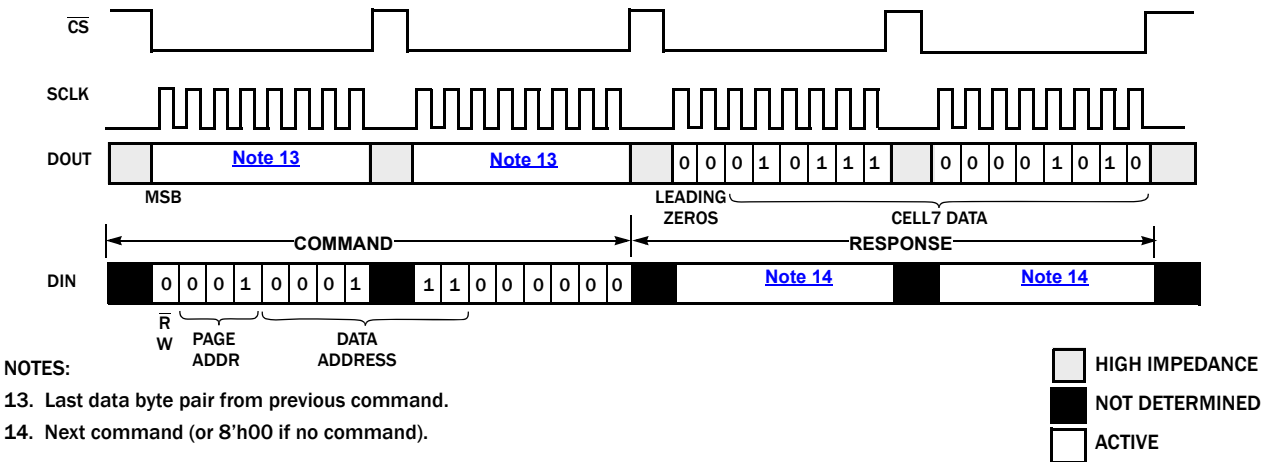 CS
SCLK
DOUT Note 13 Note 13 0 0 0 1 0 1 1 1 0 0 0 0 1 0 1 0
MSB
LEADING ZEROS
CELL7 DATA
COMMAND RESPONSE
DIN 0 0 0 1 0 0 0 1 1 1 0 0 0 0 0 0 Note 14 Note 14
R W
PAGE ADDR
DATA ADDRESS
NOTES:
13. Last data byte pair from previous command.
14. Next command (or 8'h00 if no command).
HIGH IMPEDANCE
NOT DETERMINED
ACTIVE